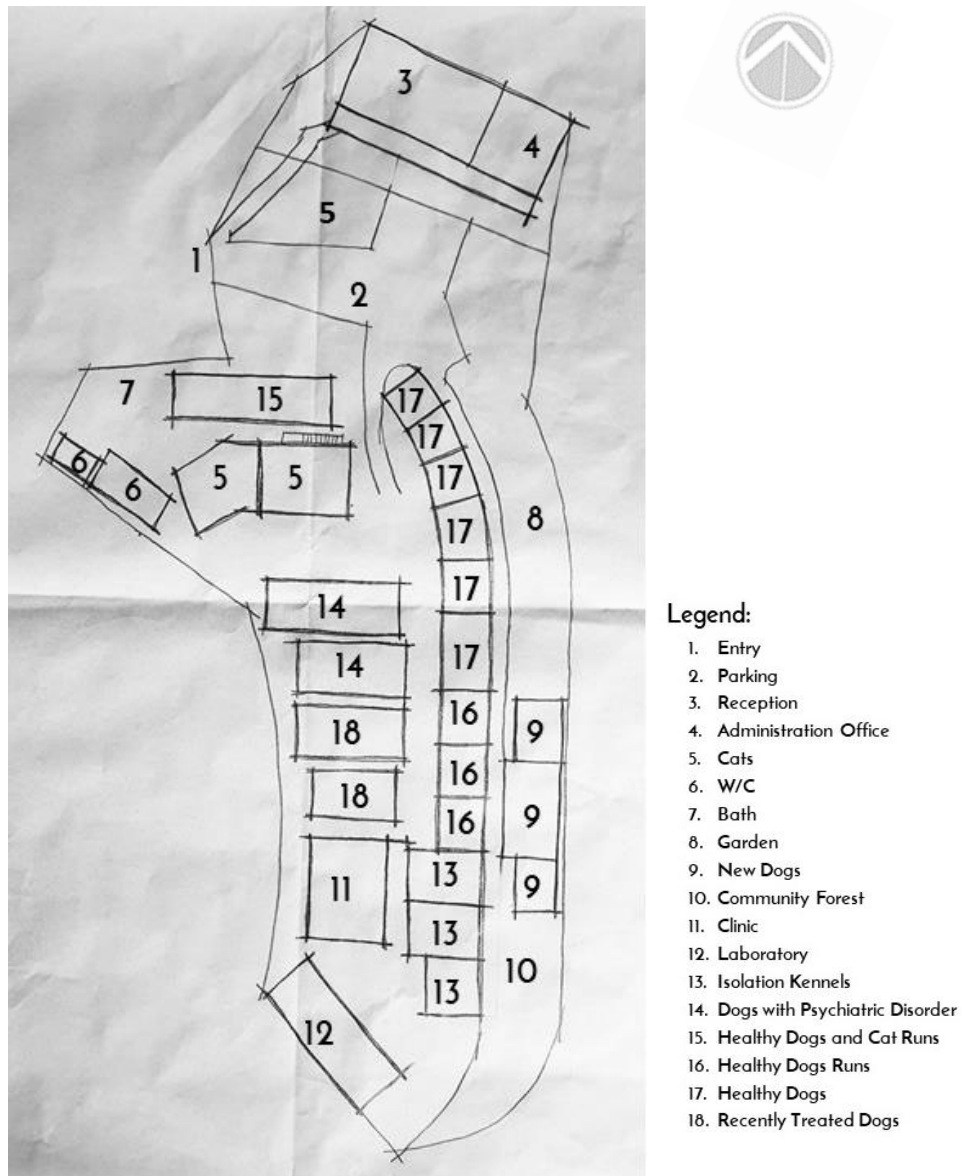 3
4
5
1
2
7
15
17
17
6
6
5
5
17
8
17
17
14
17
14
16
9
18
16
18
9
16
13
11
9
13
10
13
12
Legend:
1. Entry
2. Parking
3. Reception
4. Administration Office
5. Cats
6. W/C
7. Bath
8. Garden
9. New Dogs
10. Community Forest
11. Clinic
12. Laboratory
13. Isolation Kennels
14. Dogs with Psychiatric Disorder
15. Healthy Dogs and Cat Runs
16. Healthy Dogs Runs
17. Healthy Dogs
18. Recently Treated Dogs